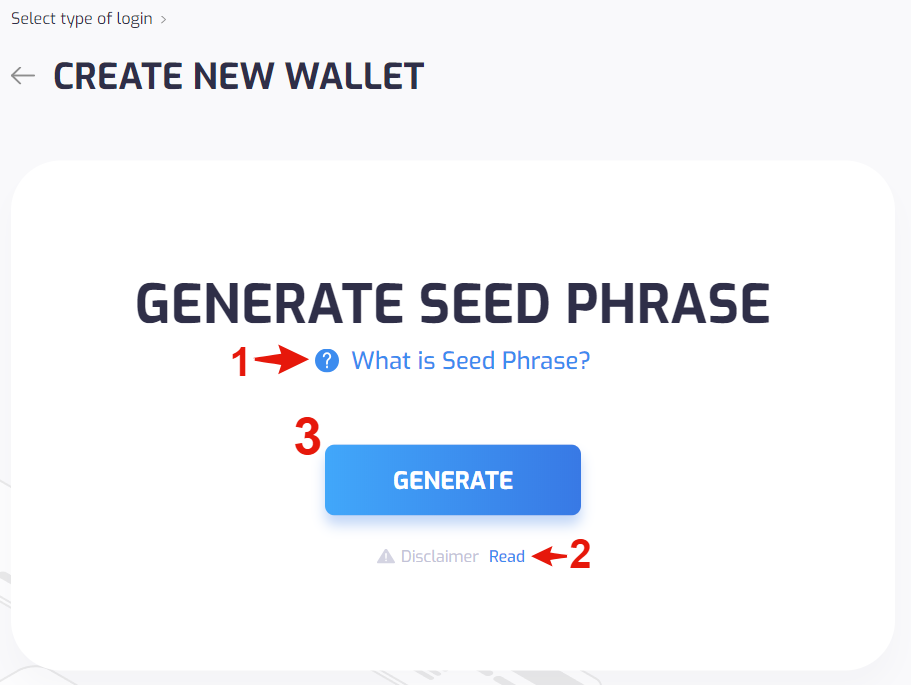 Select type of login >
CREATE NEW WALLET
GENERATE SEED PHRASE
1 ? What is Seed Phrase?
3
GENERATE
Disclaimer Read 2